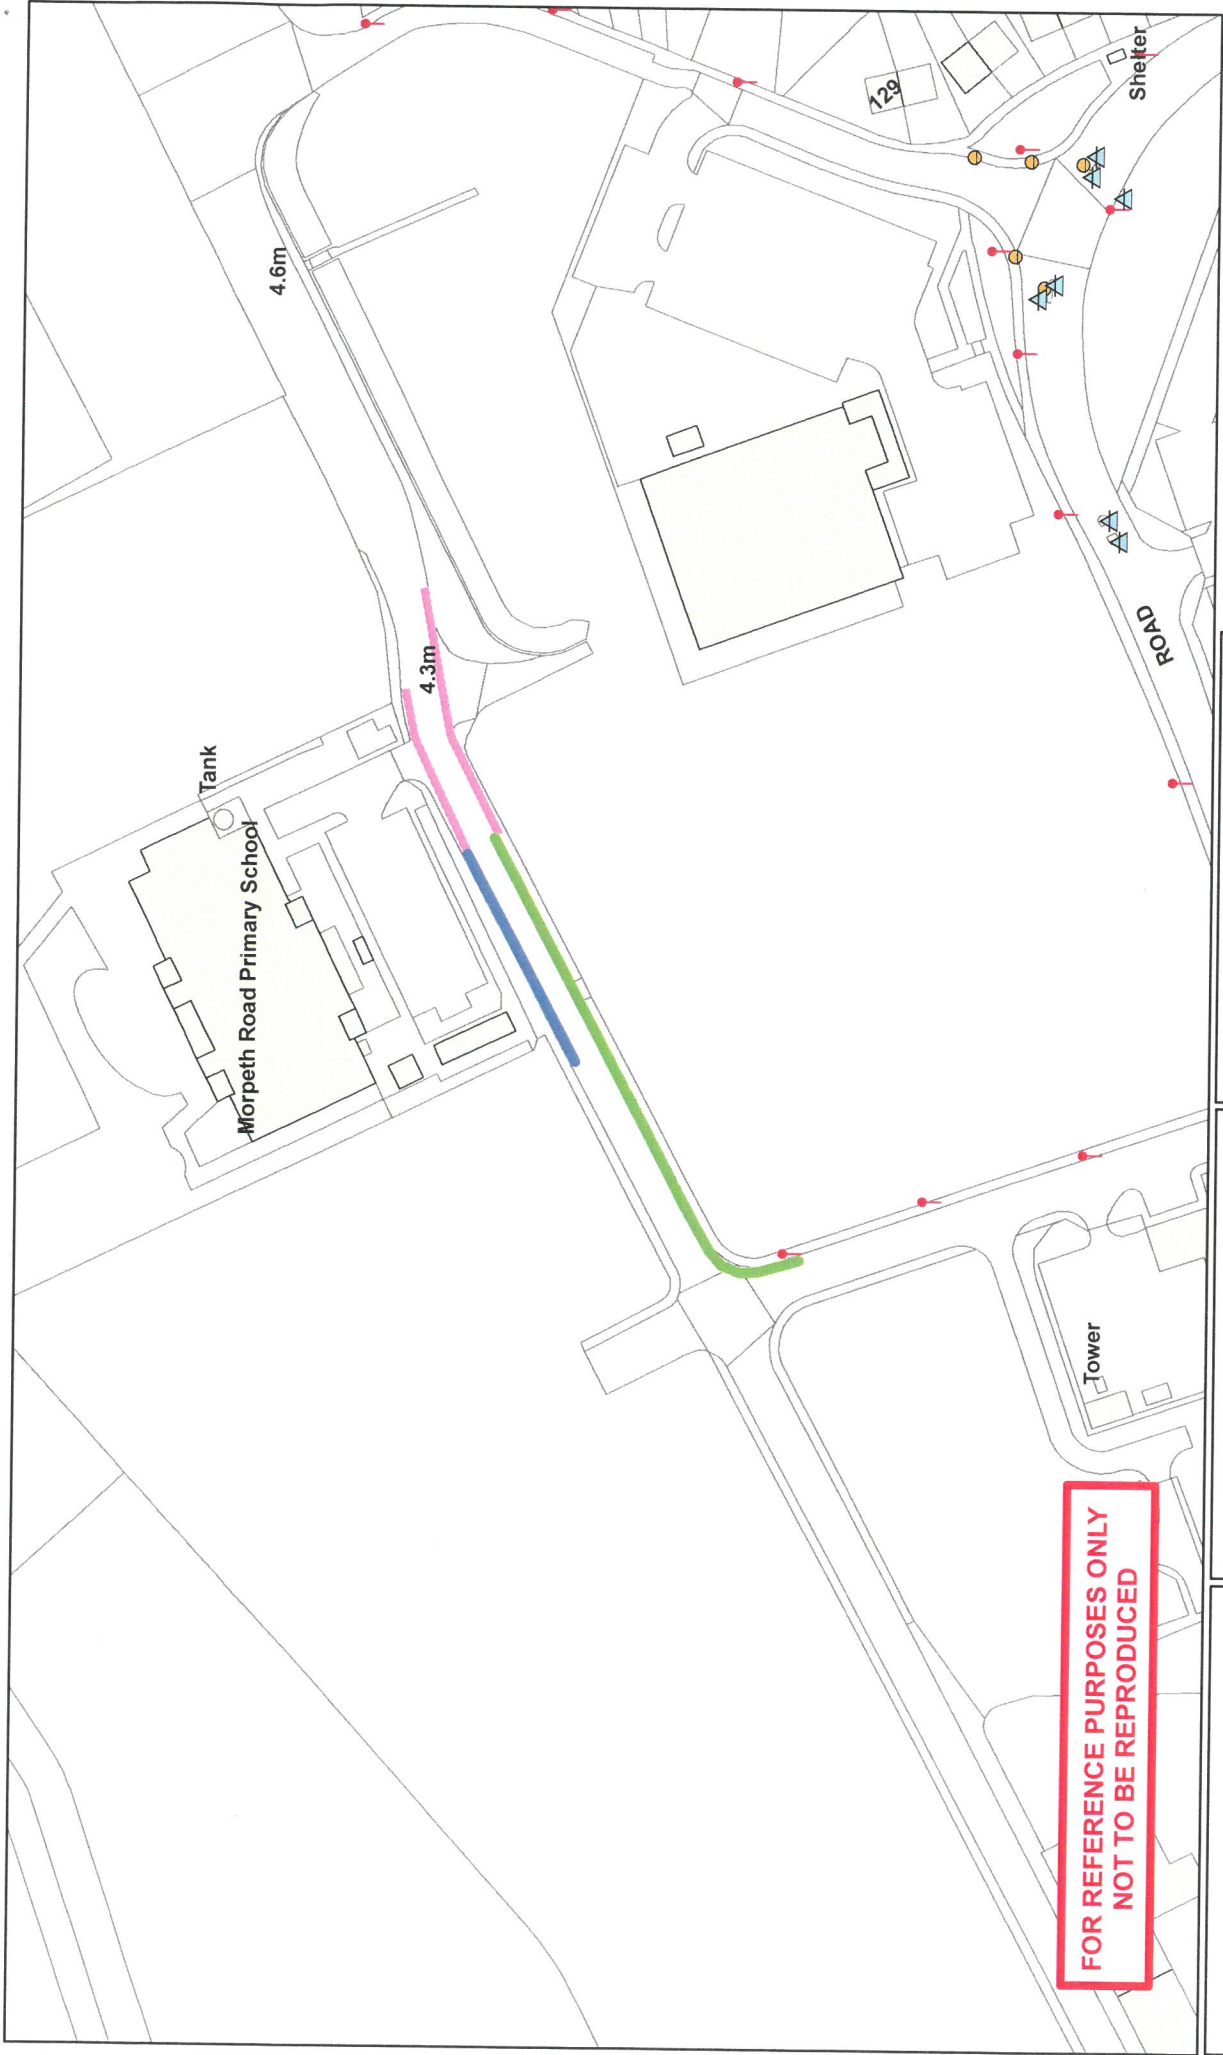 4.6m
129
Shelter
4.3m
ROAD
Tank
Morpeth Road Primary School
Tower
FOR REFERENCE PURPOSES ONLY
NOT TO BE REPRODUCED